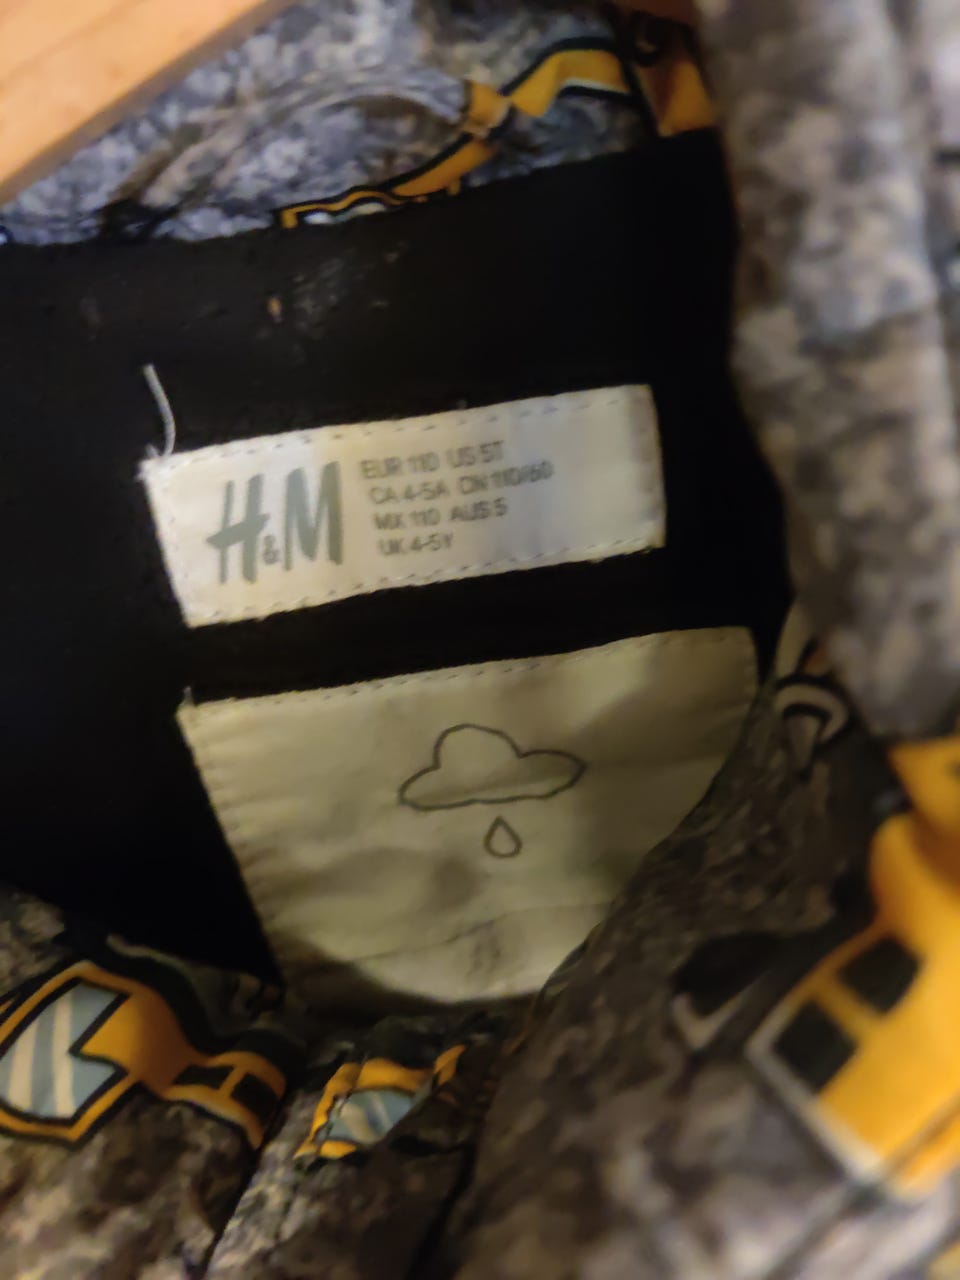 H&M
EUR 110 US 5T
CA 4-5A CN 110/60
MX 110 AUS 5
UK 4-5Y